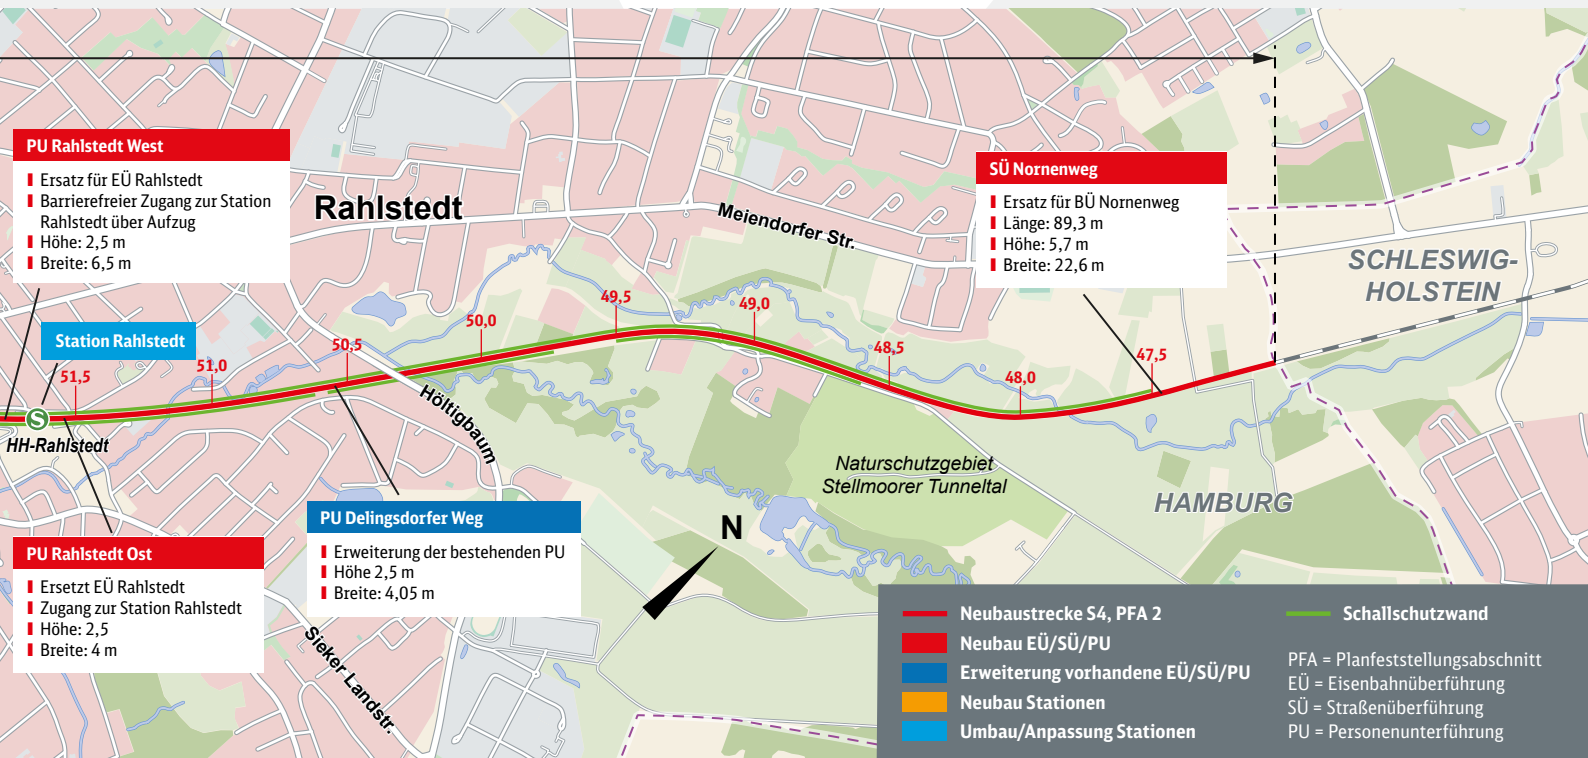 PU Rahlstedt West
Ersatz für EÜ Rahlstedt
Barrierefreier Zugang zur Station
Rahlstedt über Aufzug
Höhe: 2,5 m
Breite: 6,5 m
Rahlstedt
Meiendorfer Str.
SÜ Nornenweg
Ersatz für BÜ Nornenweg
Länge: 89,3 m
Höhe: 5,7 m
Breite: 22,6 m
SCHLESWIG-
HOLSTEIN
Station Rahlstedt
51,5
51,0
50,5
50,0
49,5
49,0
48,5
48,0
47,5
S
HH-Rahlstedt
Höltigbaum
Naturschutzgebiet
Stellmoorer Tunneltal
HAMBURG
N
PU Delingsdorfer Weg
Erweiterung der bestehenden PU
Höhe 2,5 m
Breite: 4,05 m
PU Rahlstedt Ost
Ersetzt EÜ Rahlstedt
Zugang zur Station Rahlstedt
Höhe: 2,5
Breite: 4 m
Sieker Landstr.
Neubaustrecke S4, PFA 2
Neubau EÜ/SÜ/PU
Erweiterung vorhandene EÜ/SÜ/PU
Neubau Stationen
Umbau/Anpassung Stationen
Schallschutzwand
PFA = Planfeststellungsabschnitt
EÜ = Eisenbahnüberführung
SÜ = Straßenüberführung
PU = Personenunterführung